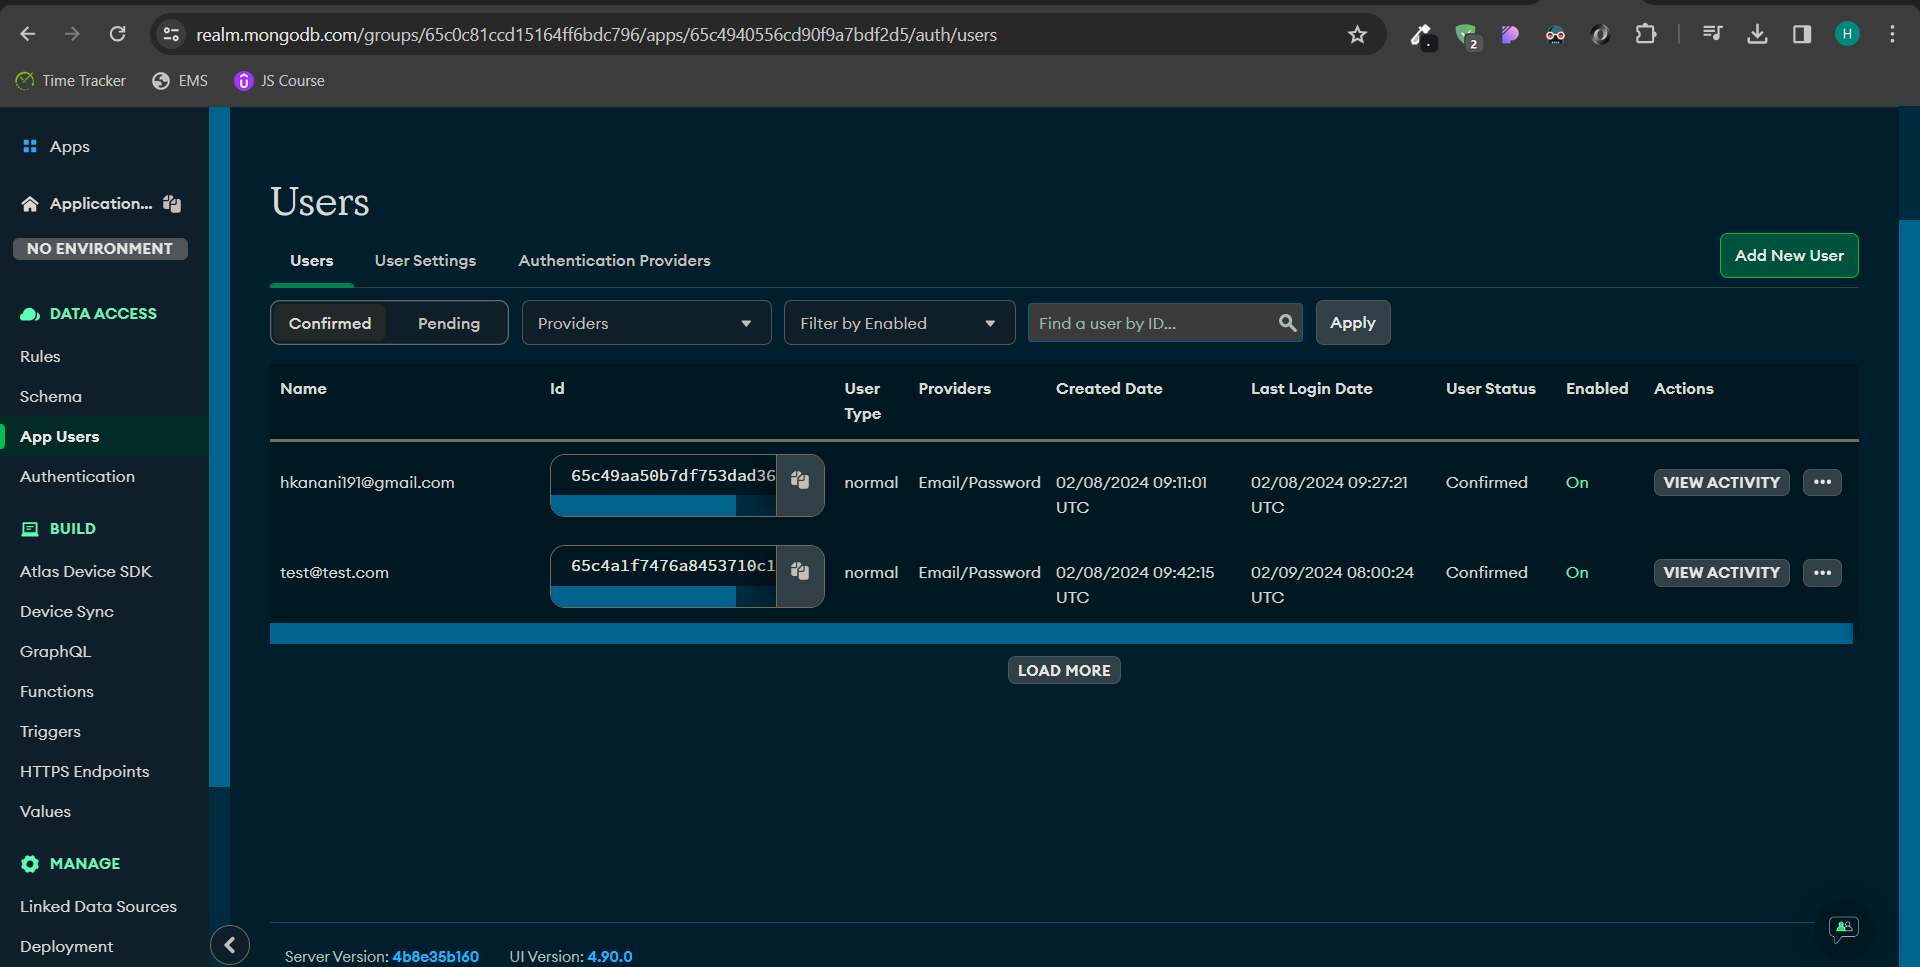 realm.mongodb.com/groups/65c0c81ccd15164ff6bdc796/apps/65c4940556cd90f9a7bdf2d5/auth/users
2
H
Time Tracker
EMS
JS Course
Apps
Application...
NO ENVIRONMENT
DATA ACCESS
Rules
Schema
App Users
Authentication
BUILD
Atlas Device SDK
Device Sync
GraphQL
Functions
Triggers
HTTPS Endpoints
Values
MANAGE
Linked Data Sources
Deployment
Users
Users
User Settings
Authentication Providers
Add New User
Confirmed
Pending
Providers
Filter by Enabled
Find a user by ID...
Apply
Name
Id
User
Type
Providers
Created Date
Last Login Date
User Status
Enabled
Actions
hkanani191@gmail.com
65c49aa50b7df753dad36
normal
Email/Password
02/08/2024 09:11:01
UTC
02/08/2024 09:27:21
UTC
Confirmed
On
VIEW ACTIVITY
test@test.com
65c4a1f7476a8453710c1
normal
Email/Password
02/08/2024 09:42:15
UTC
02/09/2024 08:00:24
UTC
Confirmed
On
VIEW ACTIVITY
LOAD MORE
Server Version: 4b8e35b160
UI Version: 4.90.0